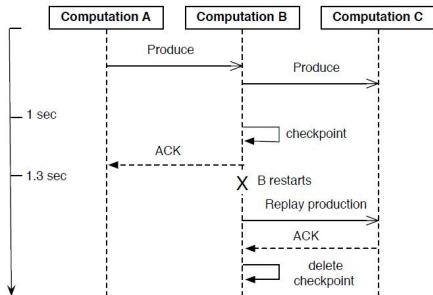 Computation A
Computation B
Computation C
Produce
Produce
1 sec
checkpoint
ACK
1.3 sec
B restarts
Replay production
ACK
delete
checkpoint